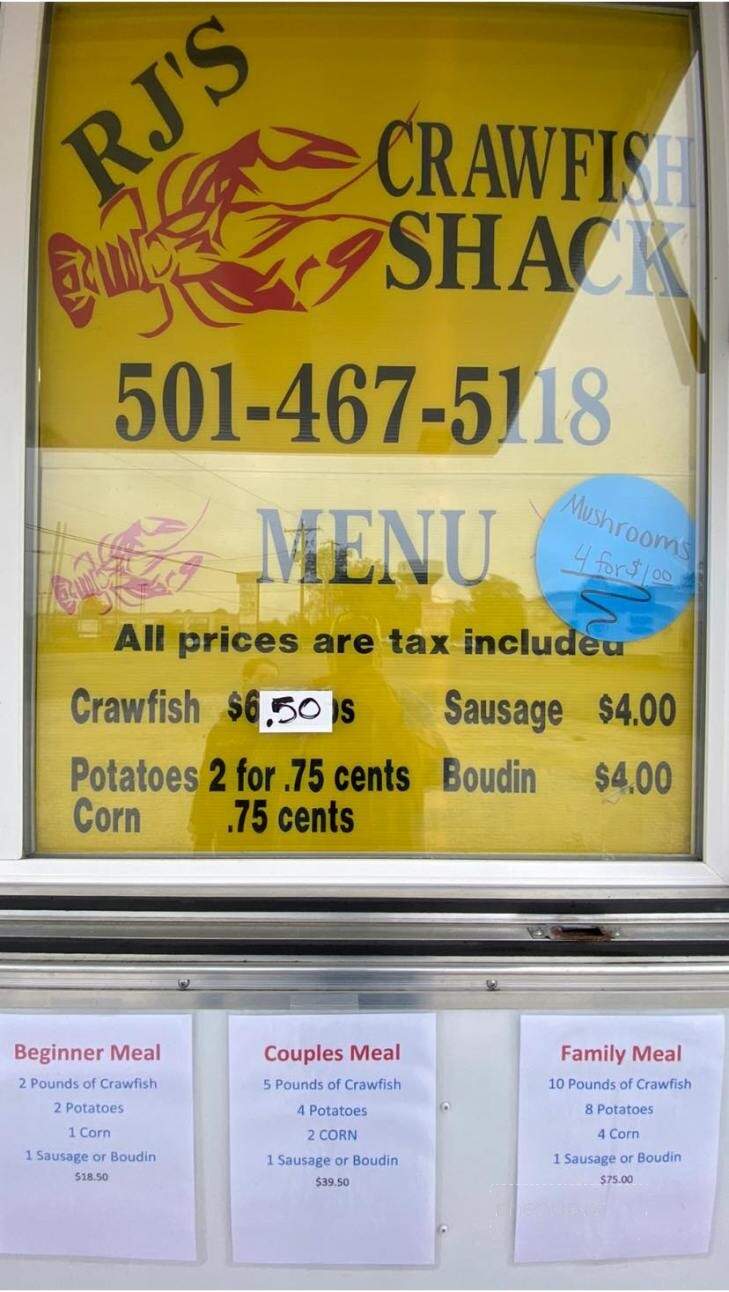 RJ'S
CRAWFISH
SHACK
501-467-5118
MENU
Mushrooms
4 for $1.00
All prices are tax included
Crawfish $6.50 Sausage $4.00
Potatoes 2 for .75 cents Boudin $4.00
Corn .75 cents
Beginner Meal
2 Pounds of Crawfish
2 Potatoes
1 Corn
1 Sausage or Boudin
$18.50
Couples Meal
5 Pounds of Crawfish
4 Potatoes
2 CORN
1 Sausage or Boudin
$39.50
Family Meal
10 Pounds of Crawfish
8 Potatoes
4 Corn
1 Sausage or Boudin
$75.00